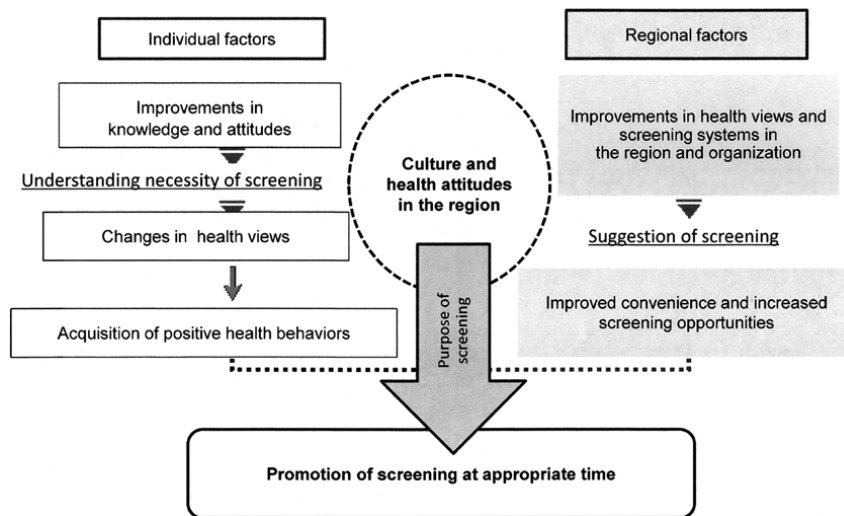 Individual factors
Improvements in
knowledge and attitudes
Understanding necessity of screening
Changes in health views
Acquisition of positive health behaviors
Culture and
health attitudes
in the region
Purpose of
screening
Regional factors
Improvements in health views and
screening systems in
the region and organization
Suggestion of screening
Improved convenience and increased
screening opportunities
Promotion of screening at appropriate time